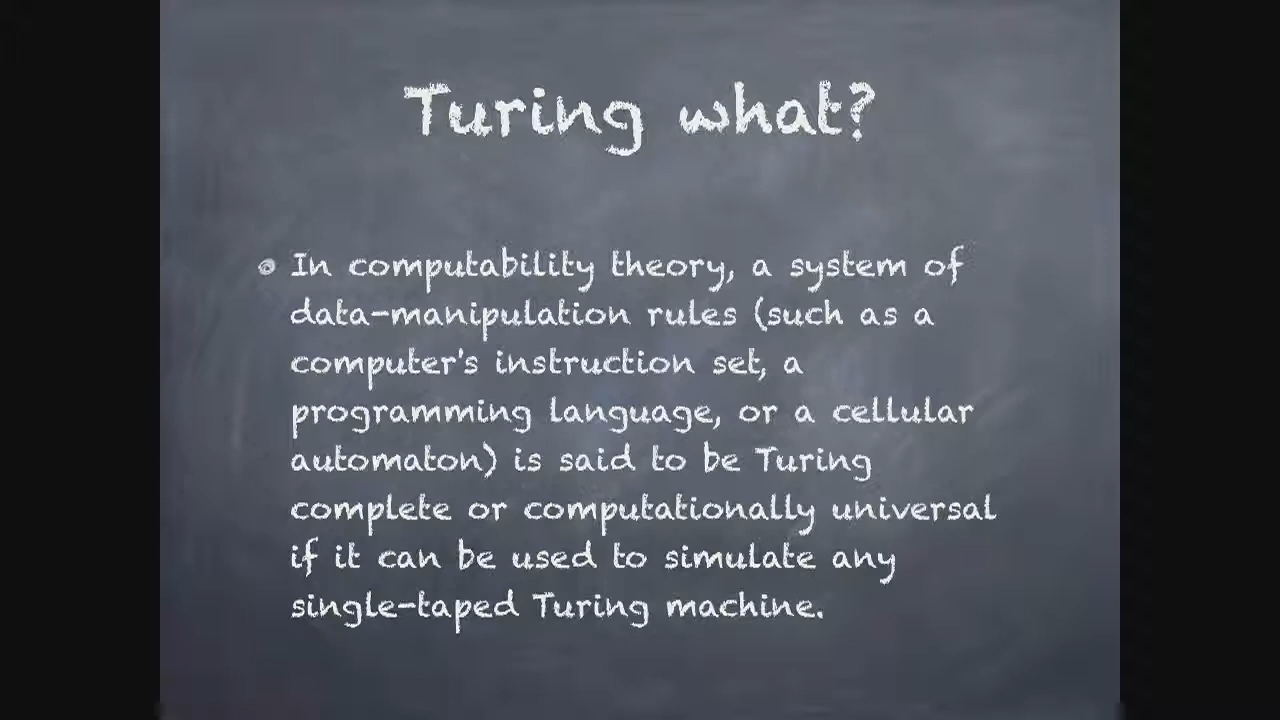 Turing what?
In computability theory, a system of
data-manipulation rules (such as a
computer's instruction set, a
programming language, or a cellular
automaton) is said to be Turing
complete or computationally universal
if it can be used to simulate any
single-taped Turing machine.